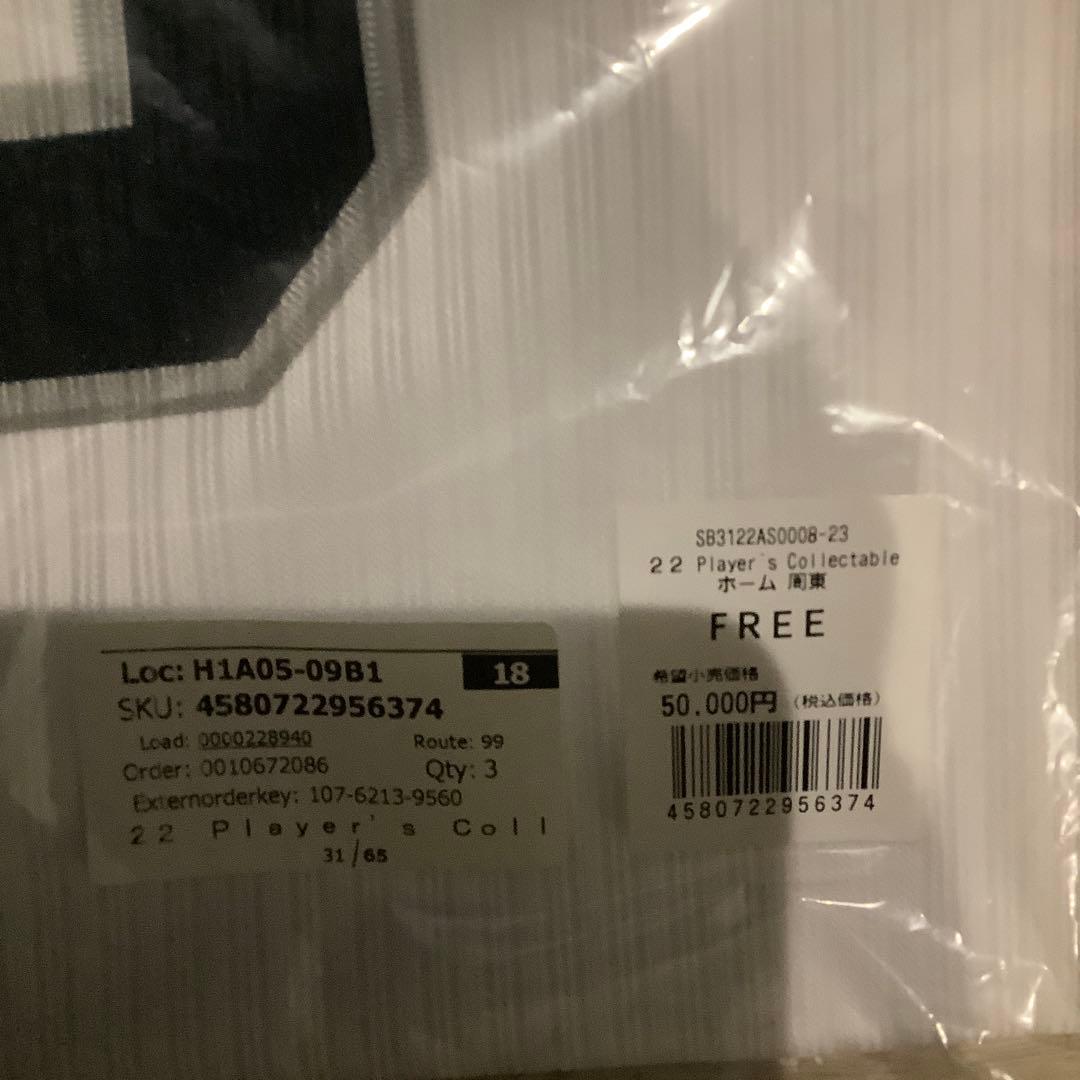 SB3122AS0008-23
22 Player's Collectable
ホーム 周東
FREE
希望小売価格
50.000円 (税込価格)
4580722956374
Loc: H1A05-09B1 18
SKU: 4580722956374
Load: 0000228940 Route: 99
Order: 0010672086 Qty: 3
Externorderkey: 107-6213-9560
22 Player's Coll
31/65